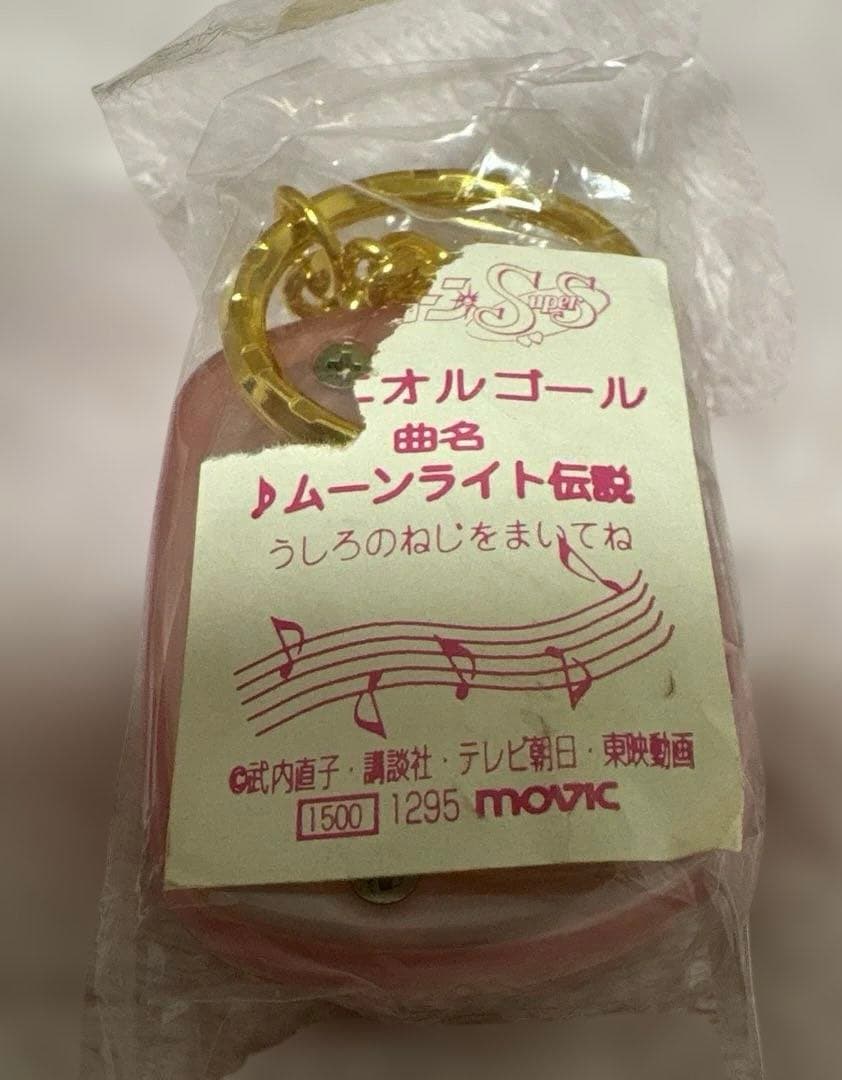 SuperS
オルゴール
曲名
♪ムーンライト伝説
うしろのねじをまいてね
©武内直子・講談社・テレビ朝日・東映動画
1500 1295 movic